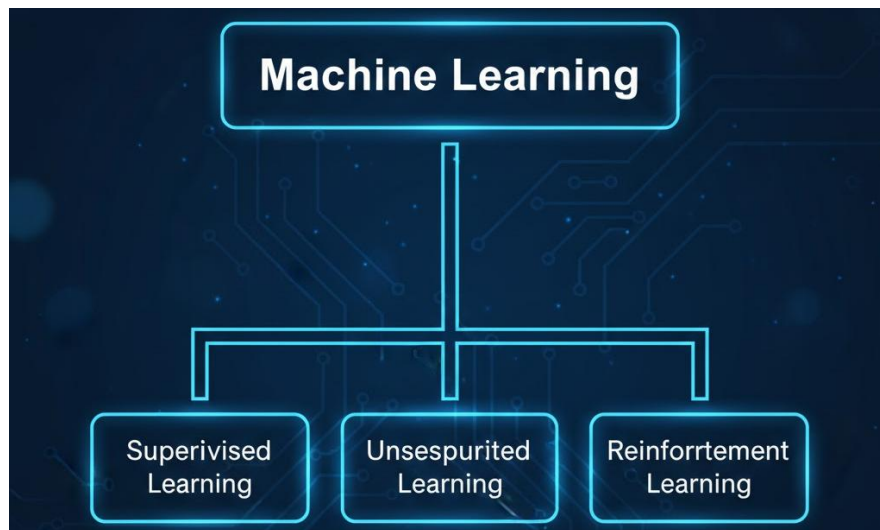 Machine Learning
Superivised
Learning
Unsespurited
Learning
Reinforrtement
Learning